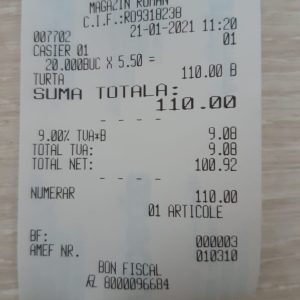 MAGAZIN ROMAN
C.I.F.:RO9318238
007702 21-01-2021 11:20
CASIER 01 01
20.000BUC X 5.50 =
TURTA 110.00 B
SUMA TOTALA:
110.00
- - - -
9.00% TVA*B 9.08
TOTAL TVA: 9.08
TOTAL NET: 100.92
- - - -
NUMERAR 110.00
01 ARTICOLE
BF: 000003
AMEF NR. 010310
BON FISCAL
8000096684